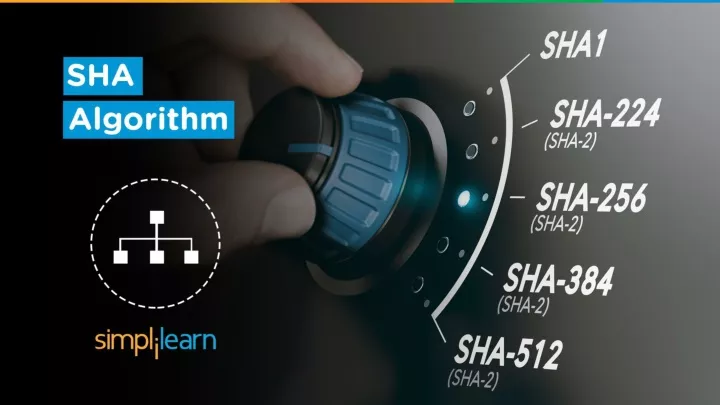 SHA
Algorithm
simplilearn
SHA1
SHA-224
(SHA-2)
SHA-256
(SHA-2)
SHA-384
(SHA-2)
SHA-512
(SHA-2)